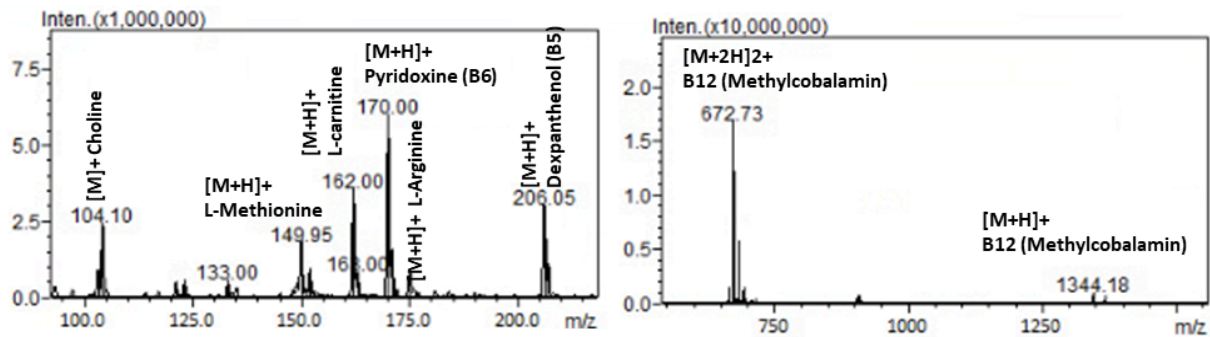 Inten. (x1,000,000)
7.5
5.0
2.5
0.0
100.0
125.0
150.0
175.0
200.0
m/z
[M]+ Choline
104.10
133.00
[M+H]+
L-Methionine
149.95
[M+H]+
L-carnitine
162.00
163.00
[M+H]+
Pyridoxine (B6)
170.00
[M+H]+ L-Arginine
[M+H]+
Dexpanthenol (B5)
206.05
Inten. (x10,000,000)
2.0
1.5
1.0
0.5
0.0
750
1000
1250
m/z
[M+2H]2+
B12 (Methylcobalamin)
672.73
[M+H]+
B12 (Methylcobalamin)
1344.18